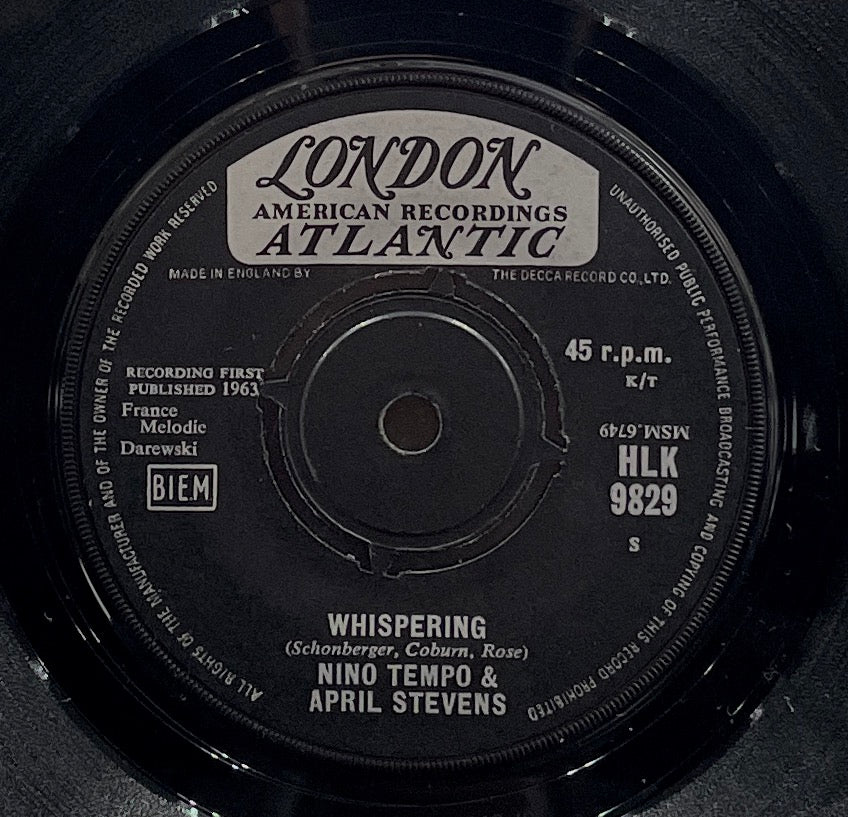 LONDON
AMERICAN RECORDINGS
ATLANTIC
MADE IN ENGLAND BY THE DECCA RECORD CO., LTD.
ALL RIGHTS OF THE MANUFACTURER AND OF THE OWNER OF THE RECORDED WORK RESERVED
UNAUTHORISED PUBLIC PERFORMANCE BROADCASTING AND COPYING OF THIS RECORD PROHIBITED
45 r.p.m.
K/T
RECORDING FIRST
PUBLISHED 1963
France
Melodie
Darewski
BIEM
MSM.6749
HLK
9829
S
WHISPERING
(Schonberger, Coburn, Rose)
NINO TEMPO &
APRIL STEVENS